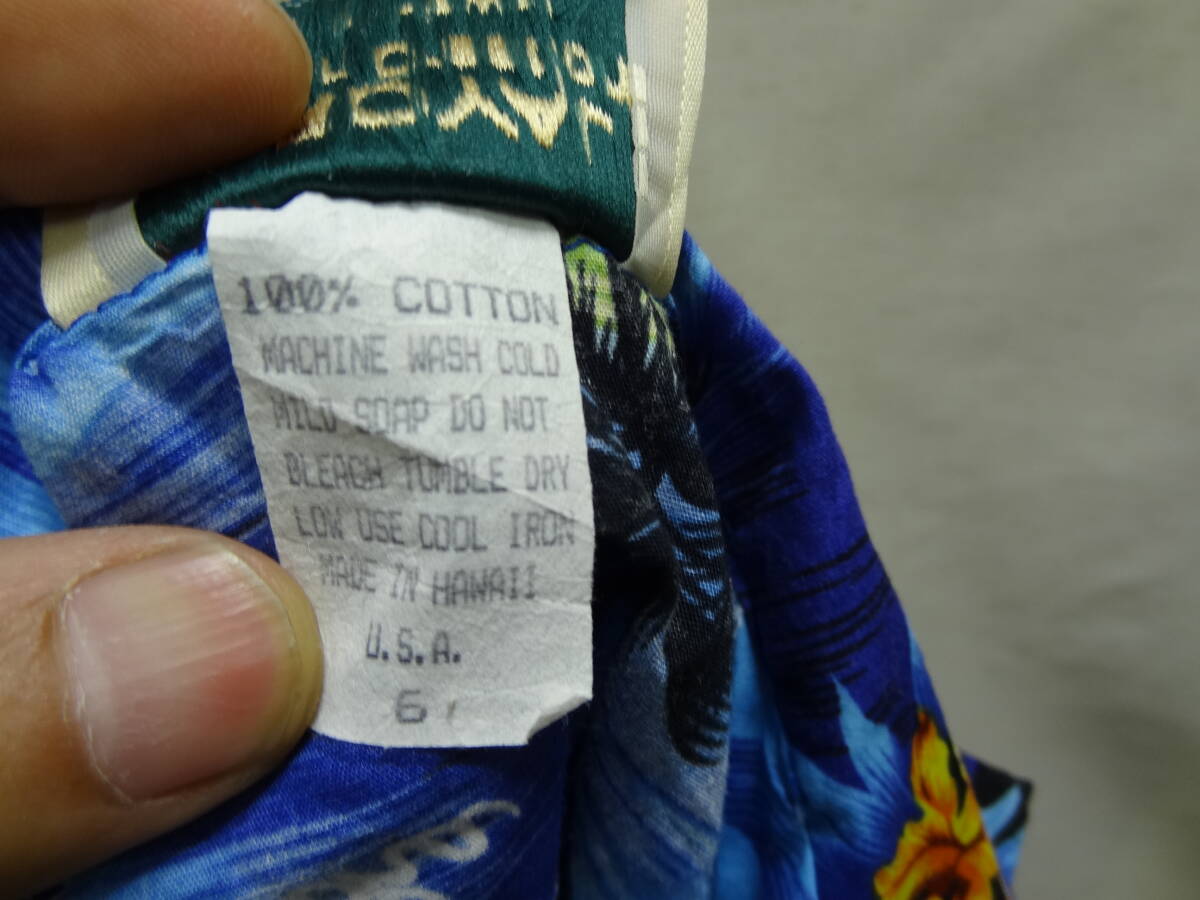 100% COTTON
MACHINE WASH COLD
MILD SOAP DO NOT
BLEACH TUMBLE DRY
LOW USE COOL IRON
MADE IN HAWAII
U.S.A.
6